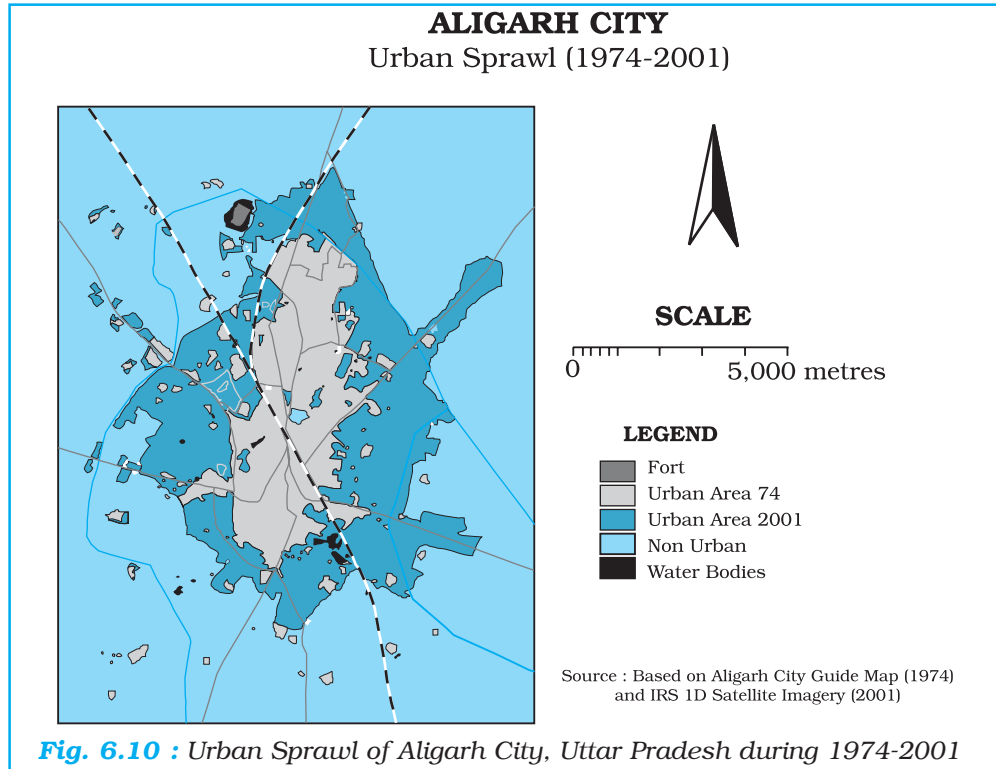 ALIGARH CITY
Urban Sprawl (1974-2001)
SCALE
0 5,000 metres
LEGEND
Fort
Urban Area 74
Urban Area 2001
Non Urban
Water Bodies
Source : Based on Aligarh City Guide Map (1974)
and IRS 1D Satellite Imagery (2001)
Fig. 6.10 : Urban Sprawl of Aligarh City, Uttar Pradesh during 1974-2001